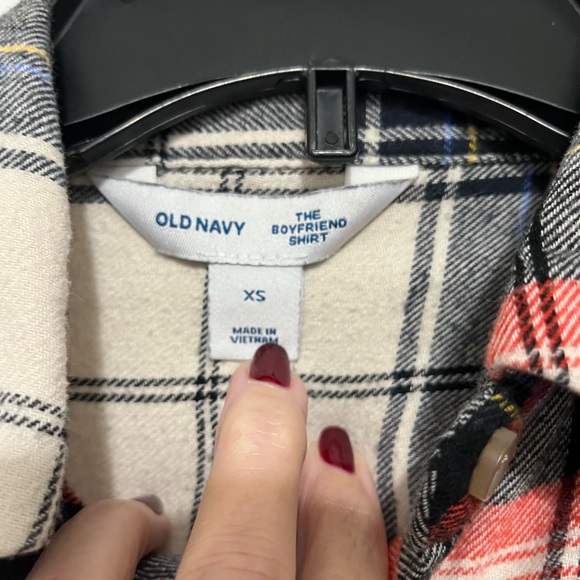 OLD NAVY
THE
BOYFRIEND
SHIRT
XS
MADE IN
VIETNAM